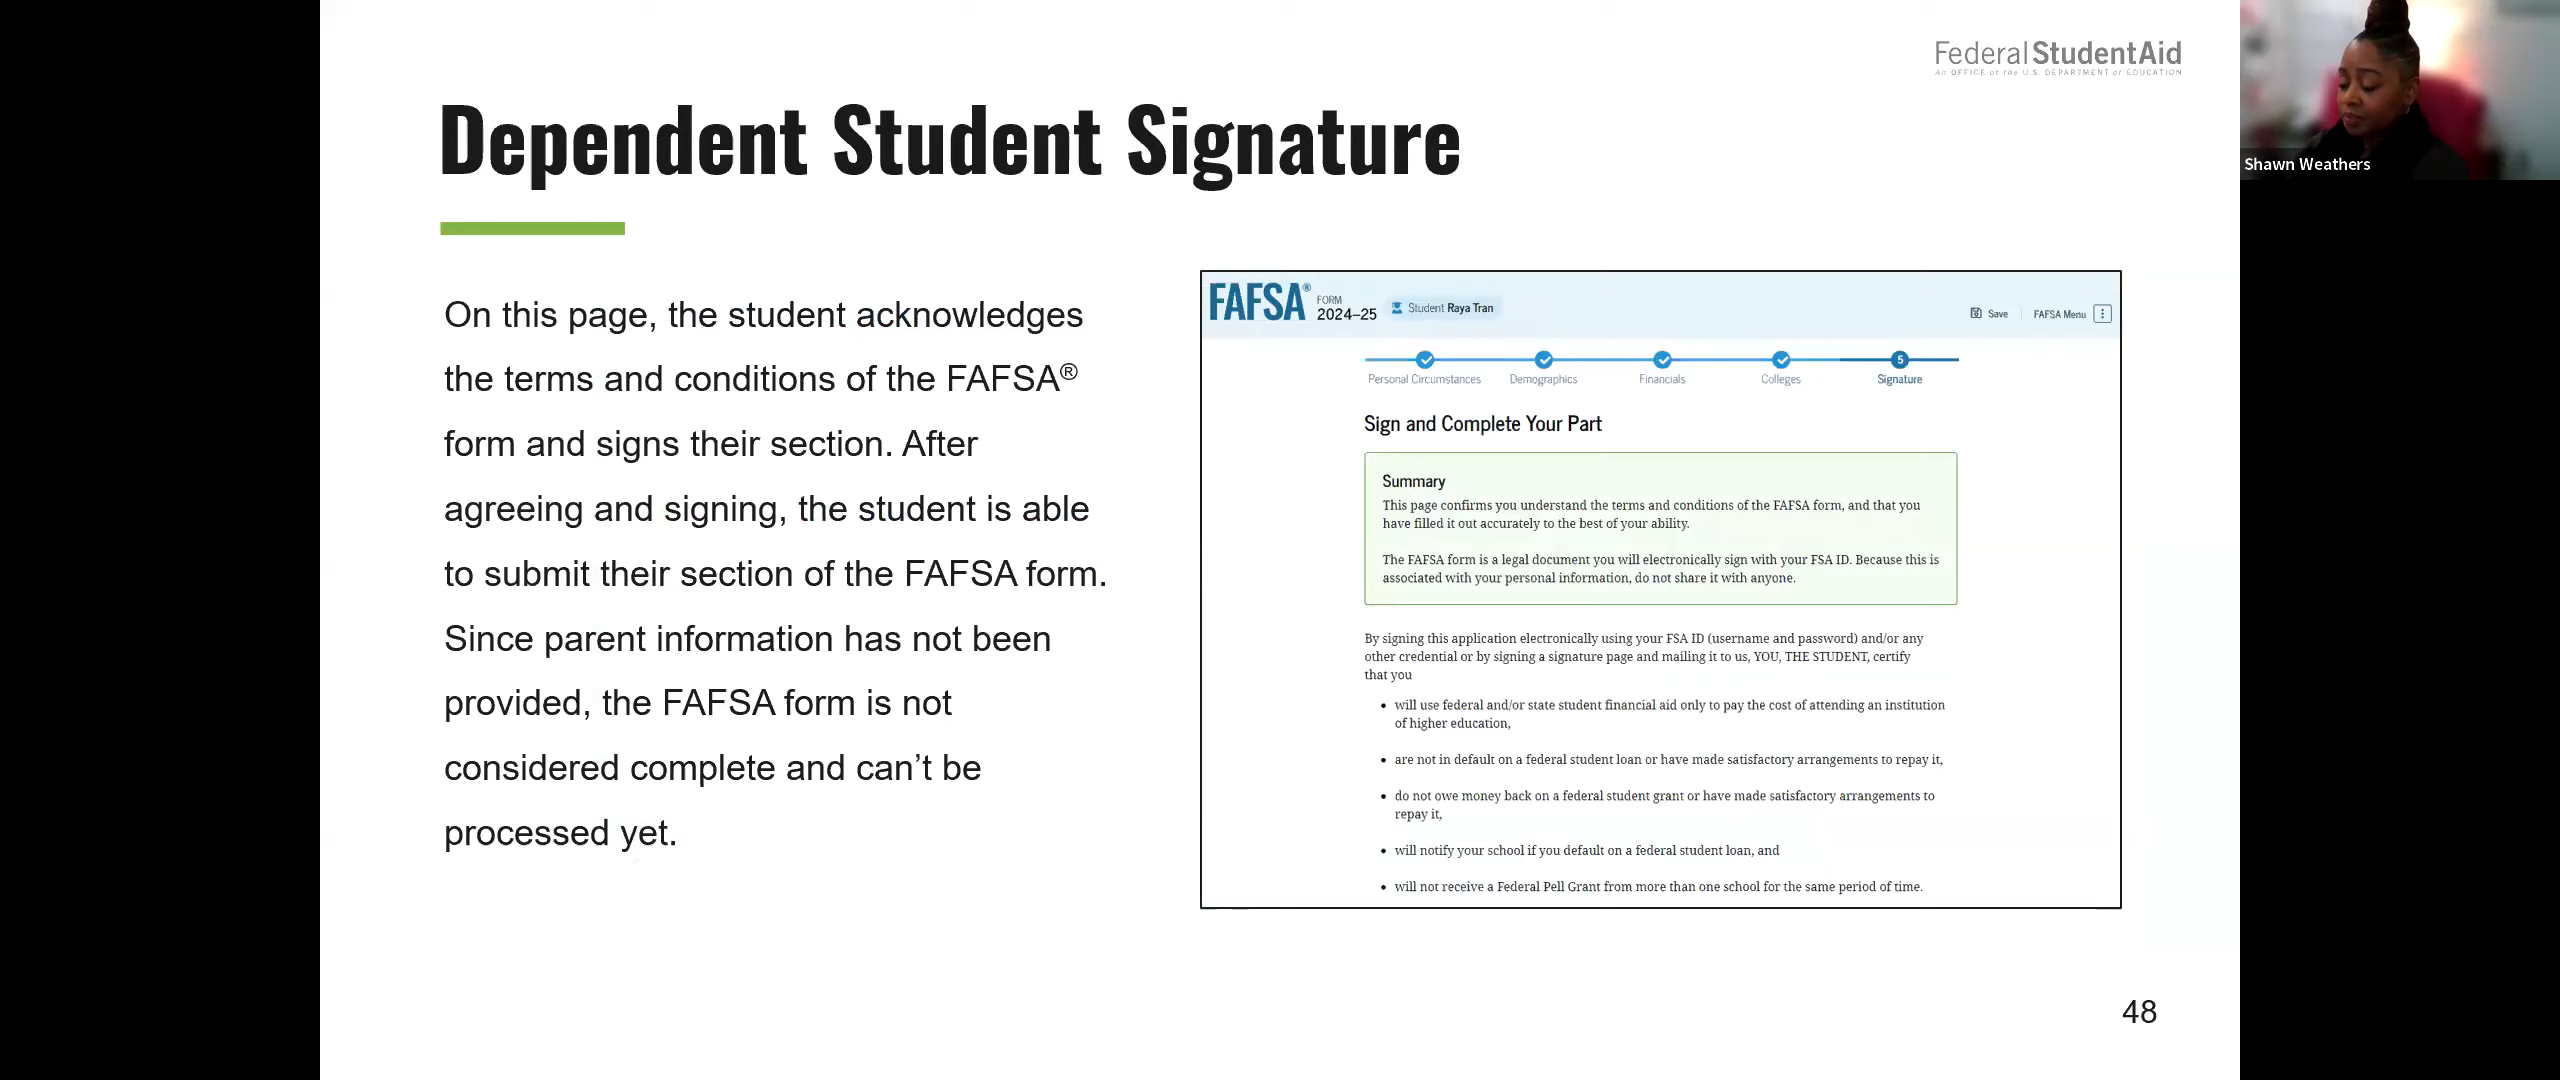 Federal StudentAid
An OFFICE of the U.S. DEPARTMENT of EDUCATION
Shawn Weathers
Dependent Student Signature
On this page, the student acknowledges
the terms and conditions of the FAFSA®
form and signs their section. After
agreeing and signing, the student is able
to submit their section of the FAFSA form.
Since parent information has not been
provided, the FAFSA form is not
considered complete and can’t be
processed yet.
FAFSA®
FORM
2024–25
Student Raya Tran
Save
FAFSA Menu
5
Personal Circumstances
Demographics
Financials
Colleges
Signature
Sign and Complete Your Part
Summary
This page confirms you understand the terms and conditions of the FAFSA form, and that you
have filled it out accurately to the best of your ability.
The FAFSA form is a legal document you will electronically sign with your FSA ID. Because this is
associated with your personal information, do not share it with anyone.
By signing this application electronically using your FSA ID (username and password) and/or any
other credential or by signing a signature page and mailing it to us, YOU, THE STUDENT, certify
that you
• will use federal and/or state student financial aid only to pay the cost of attending an institution
of higher education,
• are not in default on a federal student loan or have made satisfactory arrangements to repay it,
• do not owe money back on a federal student grant or have made satisfactory arrangements to
repay it,
• will notify your school if you default on a federal student loan, and
• will not receive a Federal Pell Grant from more than one school for the same period of time.
48